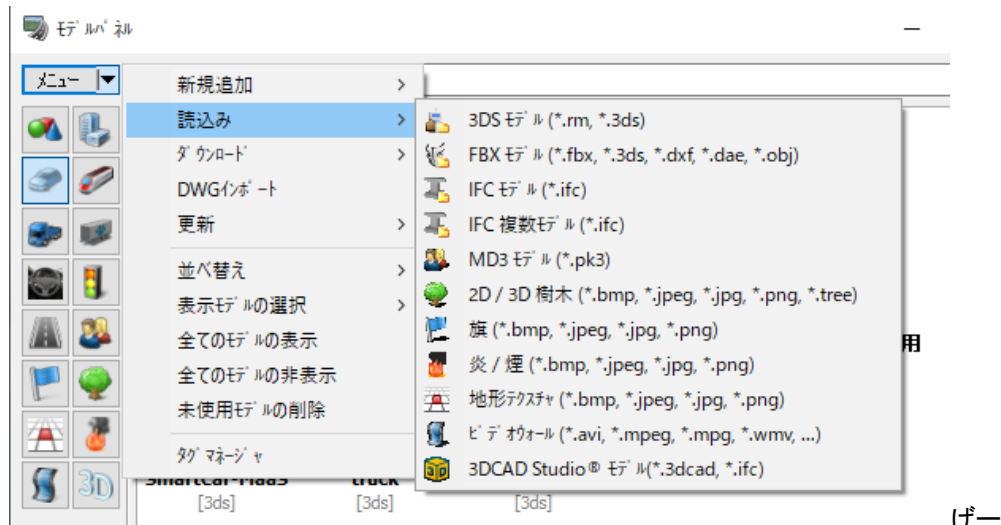 ﾓﾃﾞﾙﾊﾟﾈﾙ
ﾒﾆｭｰ
新規追加
読込み
ﾀﾞｳﾝﾛｰﾄﾞ
DWGｲﾝﾎﾟｰﾄ
更新
並べ替え
表示ﾓﾃﾞﾙの選択
全てのﾓﾃﾞﾙの表示
全てのﾓﾃﾞﾙの非表示
未使用ﾓﾃﾞﾙの削除
ﾀｸﾞﾏﾈｰｼﾞｬ
3DS ﾓﾃﾞﾙ (*.rm, *.3ds)
FBX ﾓﾃﾞﾙ (*.fbx, *.3ds, *.dxf, *.dae, *.obj)
IFC ﾓﾃﾞﾙ (*.ifc)
IFC 複数ﾓﾃﾞﾙ (*.ifc)
MD3 ﾓﾃﾞﾙ (*.pk3)
2D / 3D 樹木 (*.bmp, *.jpeg, *.jpg, *.png, *.tree)
旗 (*.bmp, *.jpeg, *.jpg, *.png)
炎 / 煙 (*.bmp, *.jpeg, *.jpg, *.png)
地形ﾃｸｽﾁｬ (*.bmp, *.jpeg, *.jpg, *.png)
ﾋﾞﾃﾞｵｳｫｰﾙ (*.avi, *.mpeg, *.mpg, *.wmv, ...)
3DCAD Studio® ﾓﾃﾞﾙ(*.3dcad, *.ifc)
用
3D
SmartCar-MaaS truck
[3ds] [3ds] [3ds]
げー